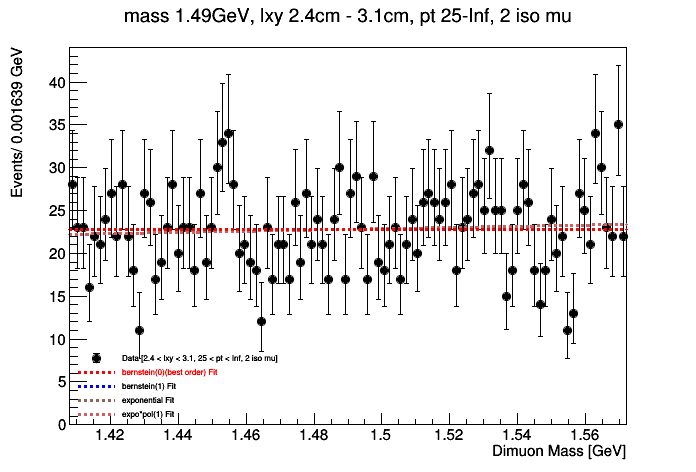 mass 1.49GeV, lxy 2.4cm - 3.1cm, pt 25-Inf, 2 iso mu
Events/ 0.001639 GeV
40
35
30
25
20
15
10
5
0
Data [2.4 < lxy < 3.1, 25 < pt < Inf, 2 iso mu]
bernstein(0)(best order) Fit
bernstein(1) Fit
exponential Fit
expo*pol(1) Fit
1.42 1.44 1.46 1.48 1.5 1.52 1.54 1.56
Dimuon Mass [GeV]